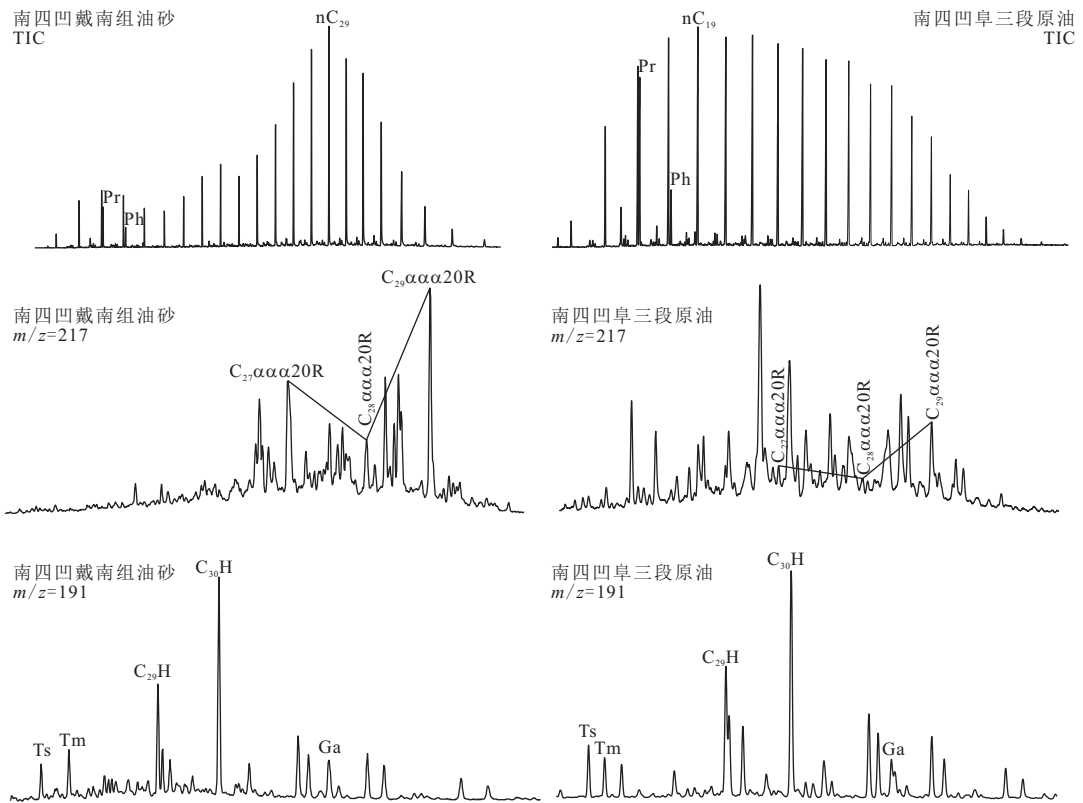 南四凹戴南组油砂
TIC
nC₂₉
Pr
Ph
南四凹阜三段原油
TIC
nC₁₉
Pr
Ph
南四凹戴南组油砂
m/z=217
C₂₇ααα20R
C₂₈ααα20R
C₂₉ααα20R
南四凹阜三段原油
m/z=217
C₂₇ααα20R
C₂₈ααα20R
C₂₉ααα20R
南四凹戴南组油砂
m/z=191
Ts
Tm
C₂₉H
C₃₀H
Ga
南四凹阜三段原油
m/z=191
Ts
Tm
C₂₉H
C₃₀H
Ga